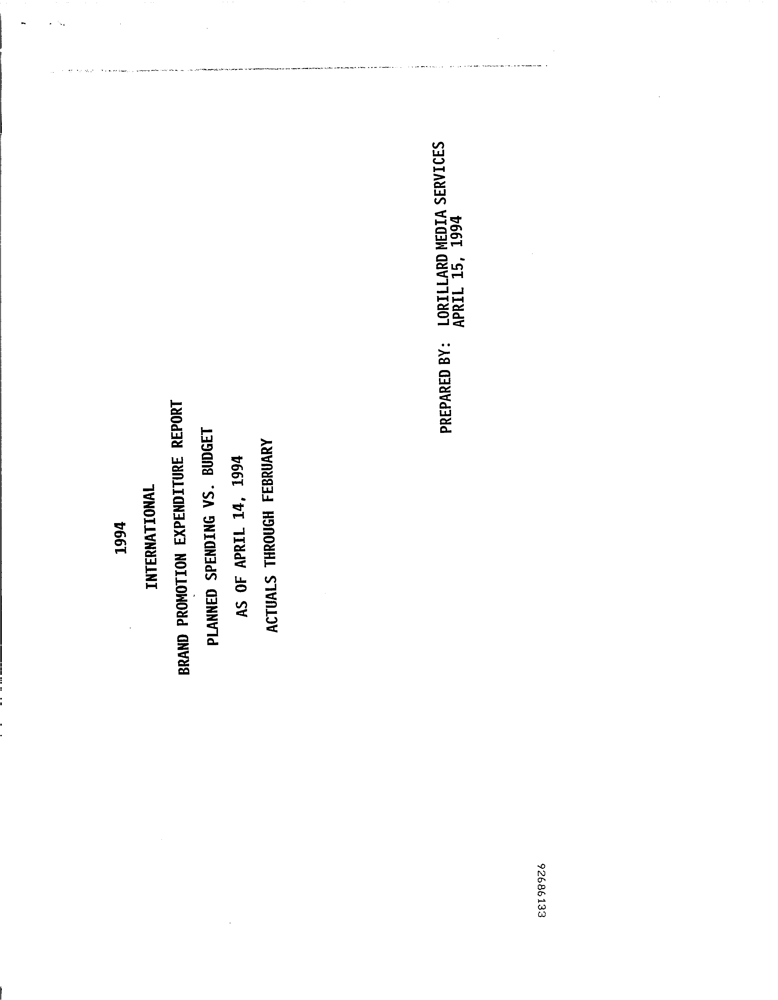 1994
INTERNATIONAL
BRAND PROMOTION EXPENDITURE REPORT
PLANNED SPENDING VS. BUDGET
AS OF APRIL 14, 1994
ACTUALS THROUGH FEBRUARY
PREPARED BY: LORILLARD MEDIA SERVICES
APRIL 15, 1994
92686133